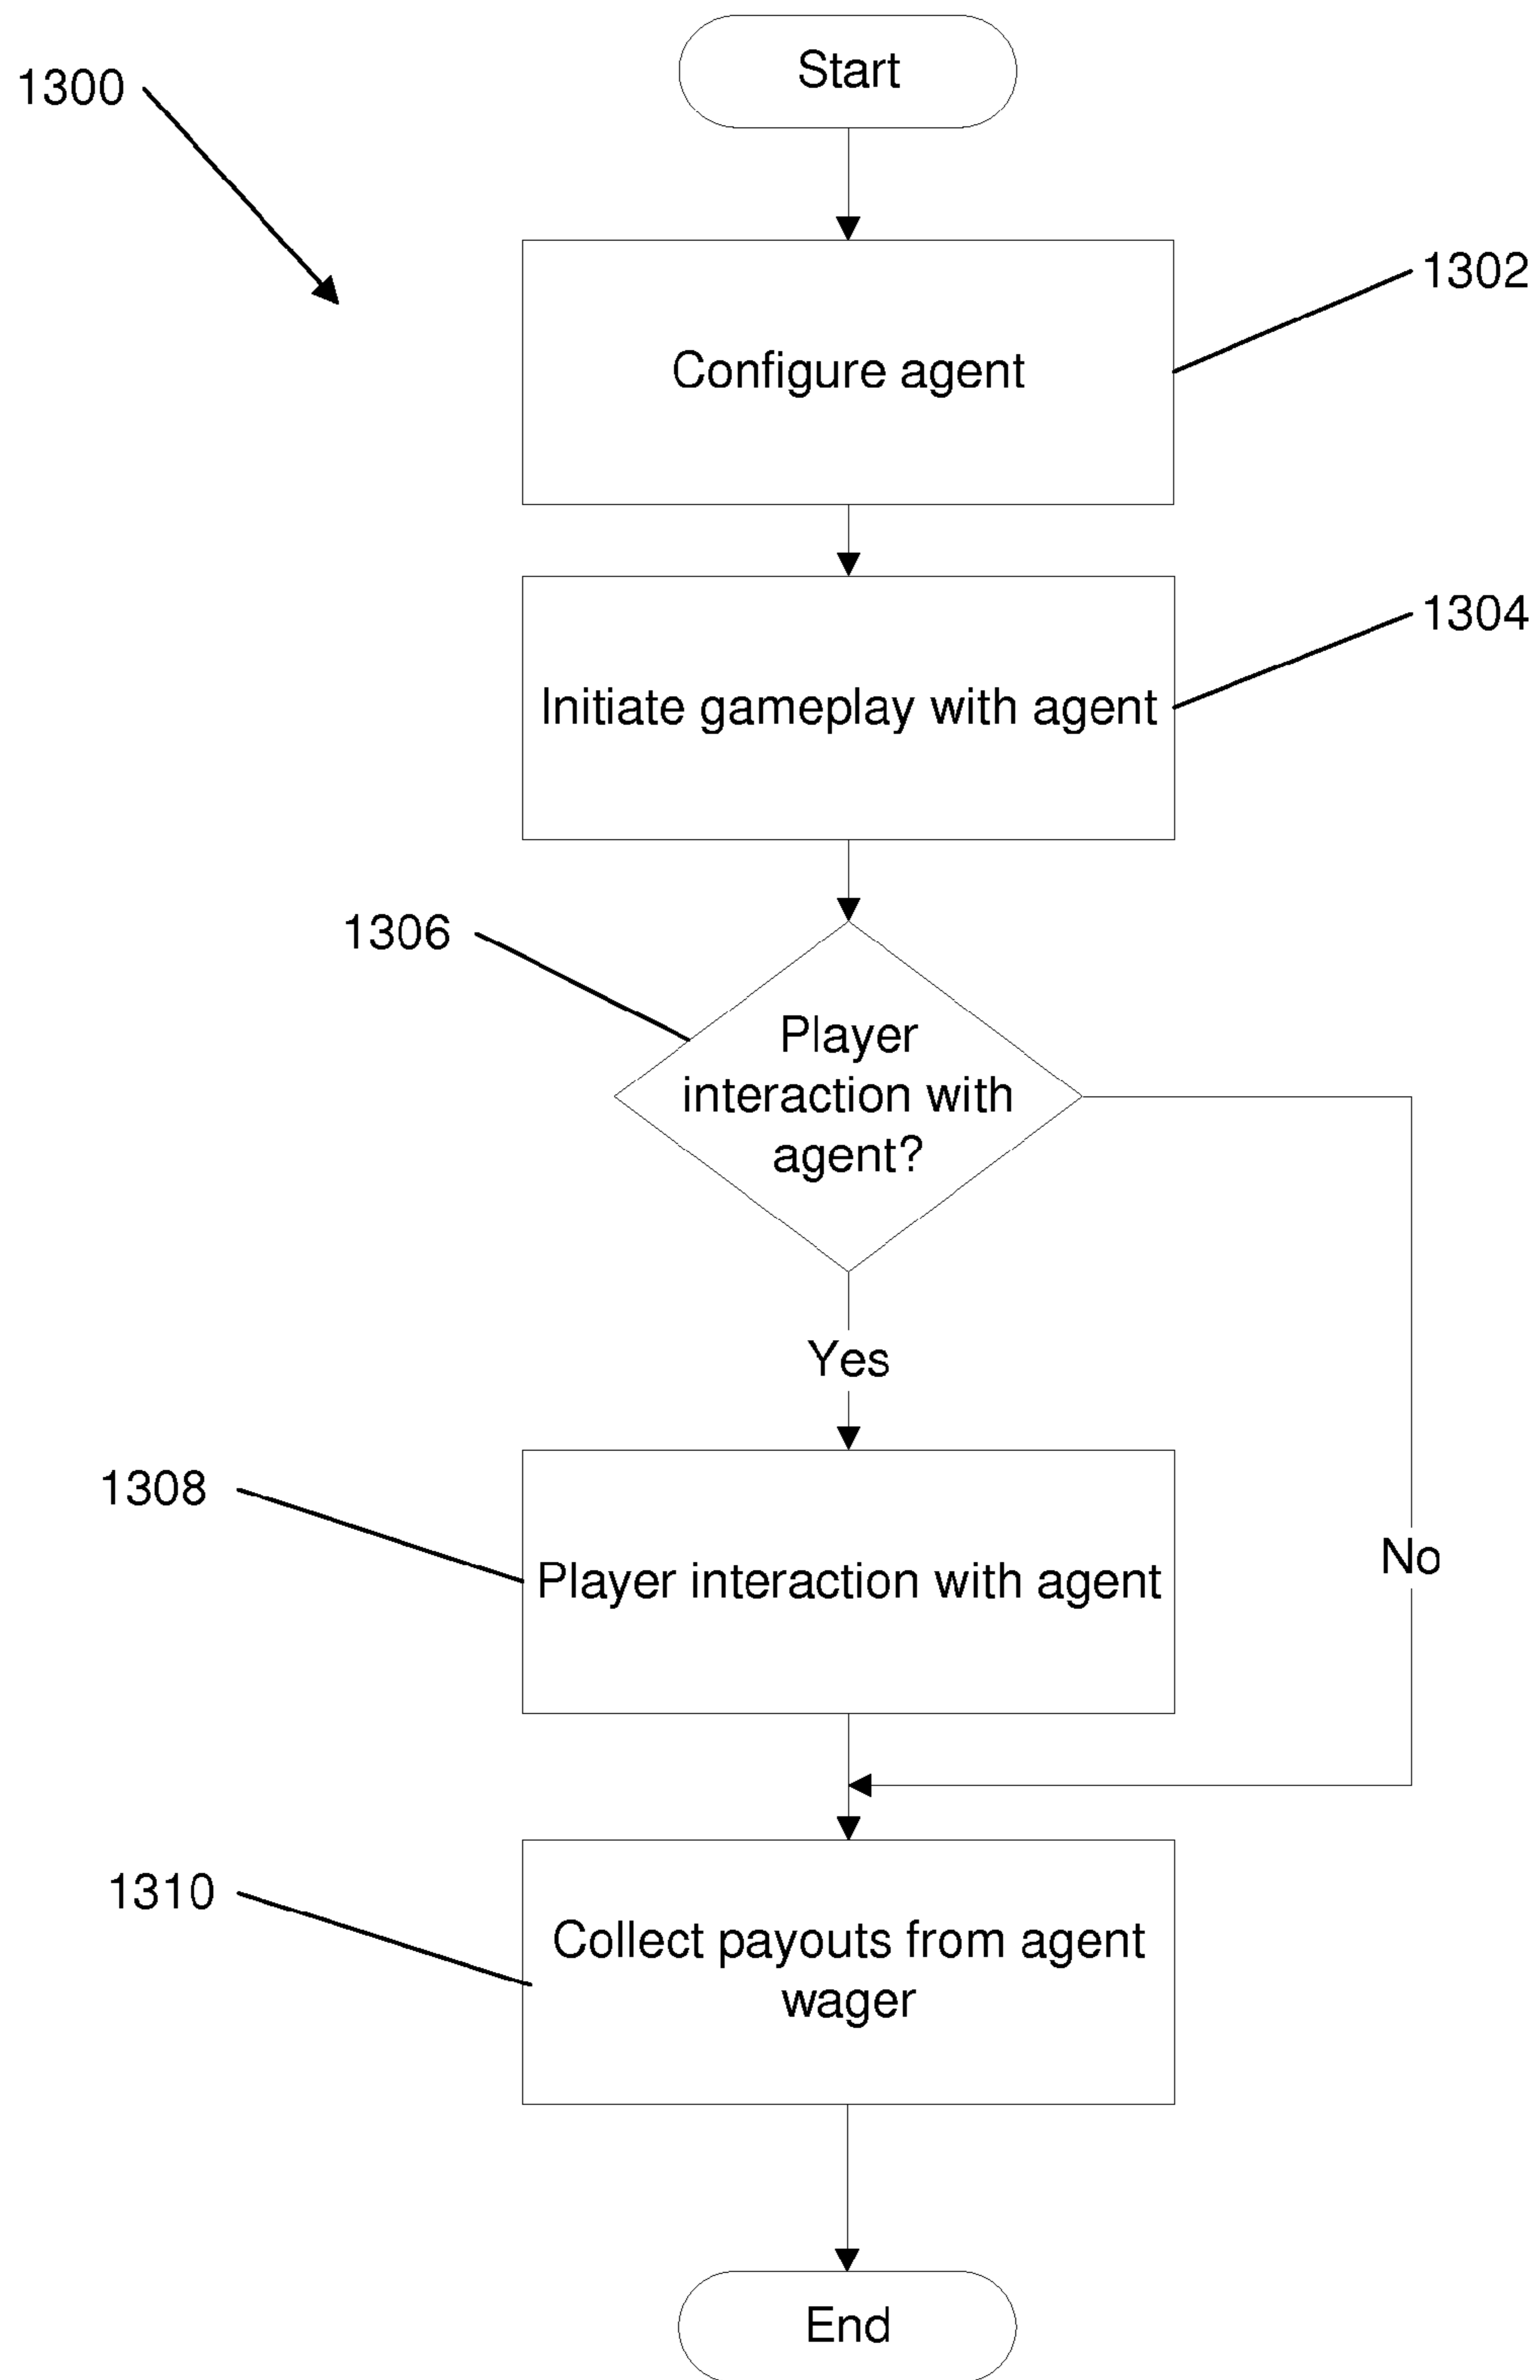 Start
1300
1302
Configure agent
1304
Initiate gameplay with agent
1306
Player
interaction with
agent?
Yes
1308
No
Player interaction with agent
1310
Collect payouts from agent
wager
End